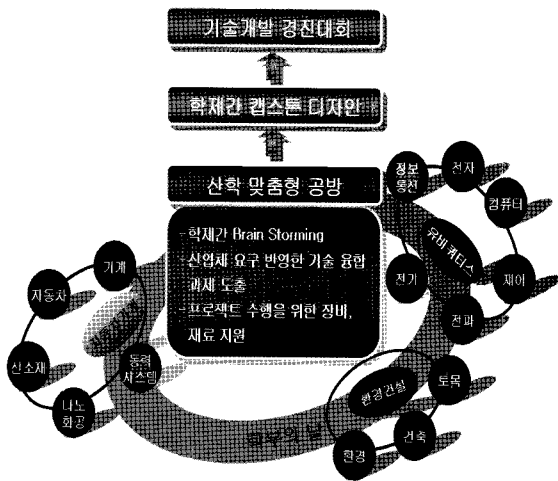 기술개발 경진대회
학제간 캡스톤 디자인
산학 맞춤형 공방
-학제간 Brain Storming
-산업체 요구 반영한 기술 융합
과제 도출
-프로젝트 수행을 위한 장비,
재료 지원
정보
통신
전자
컴퓨터
유비쿼터스
제어
전기
전파
기계
자동차
신소재
나노
화공
동력
시스템
환경건설
토목
건축
환경